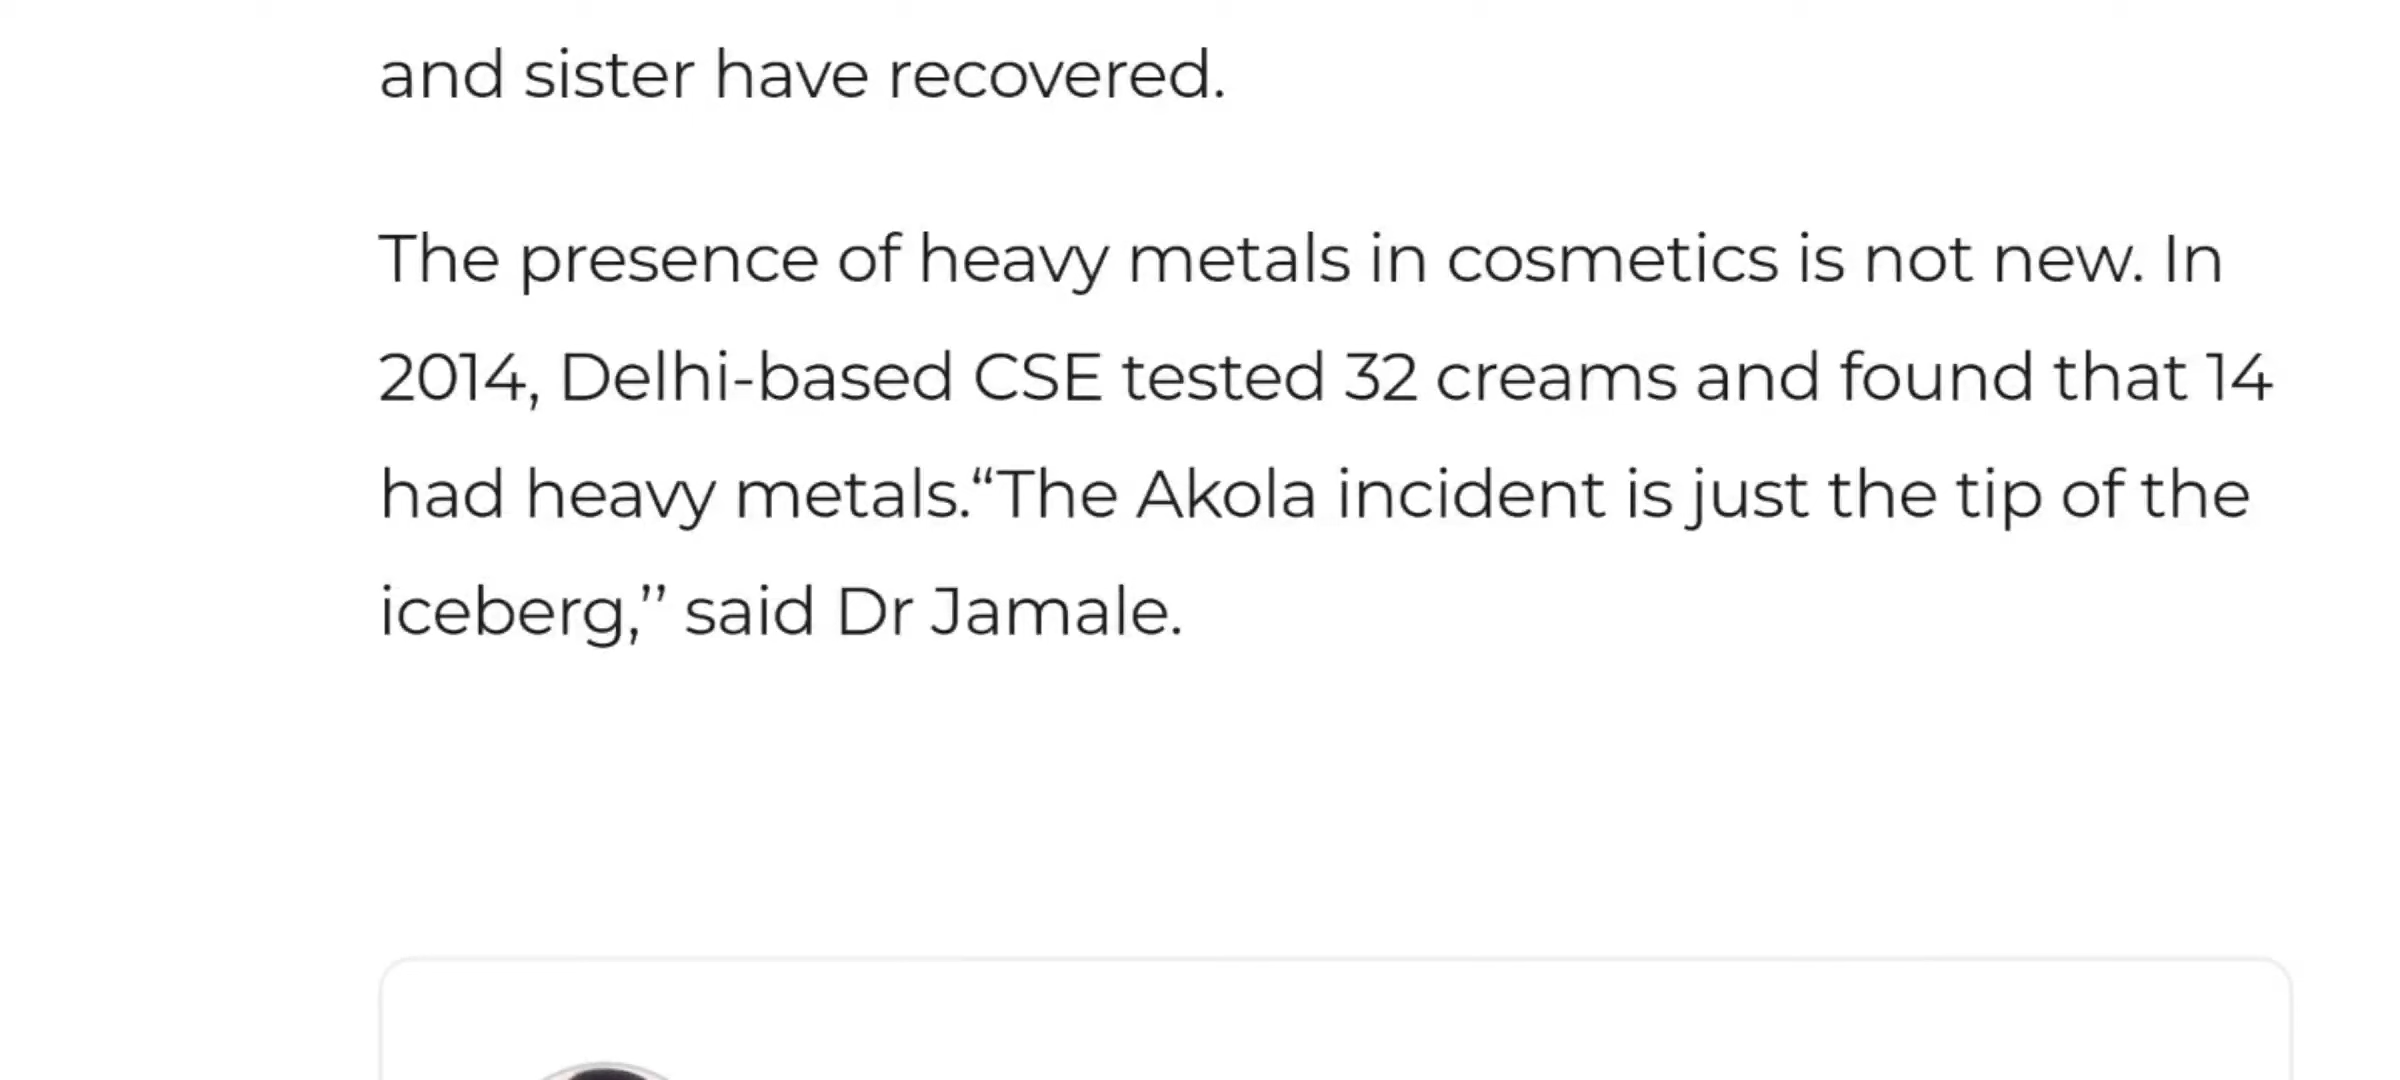 and sister have recovered.
The presence of heavy metals in cosmetics is not new. In
2014, Delhi-based CSE tested 32 creams and found that 14
had heavy metals.“The Akola incident is just the tip of the
iceberg,’’ said Dr Jamale.